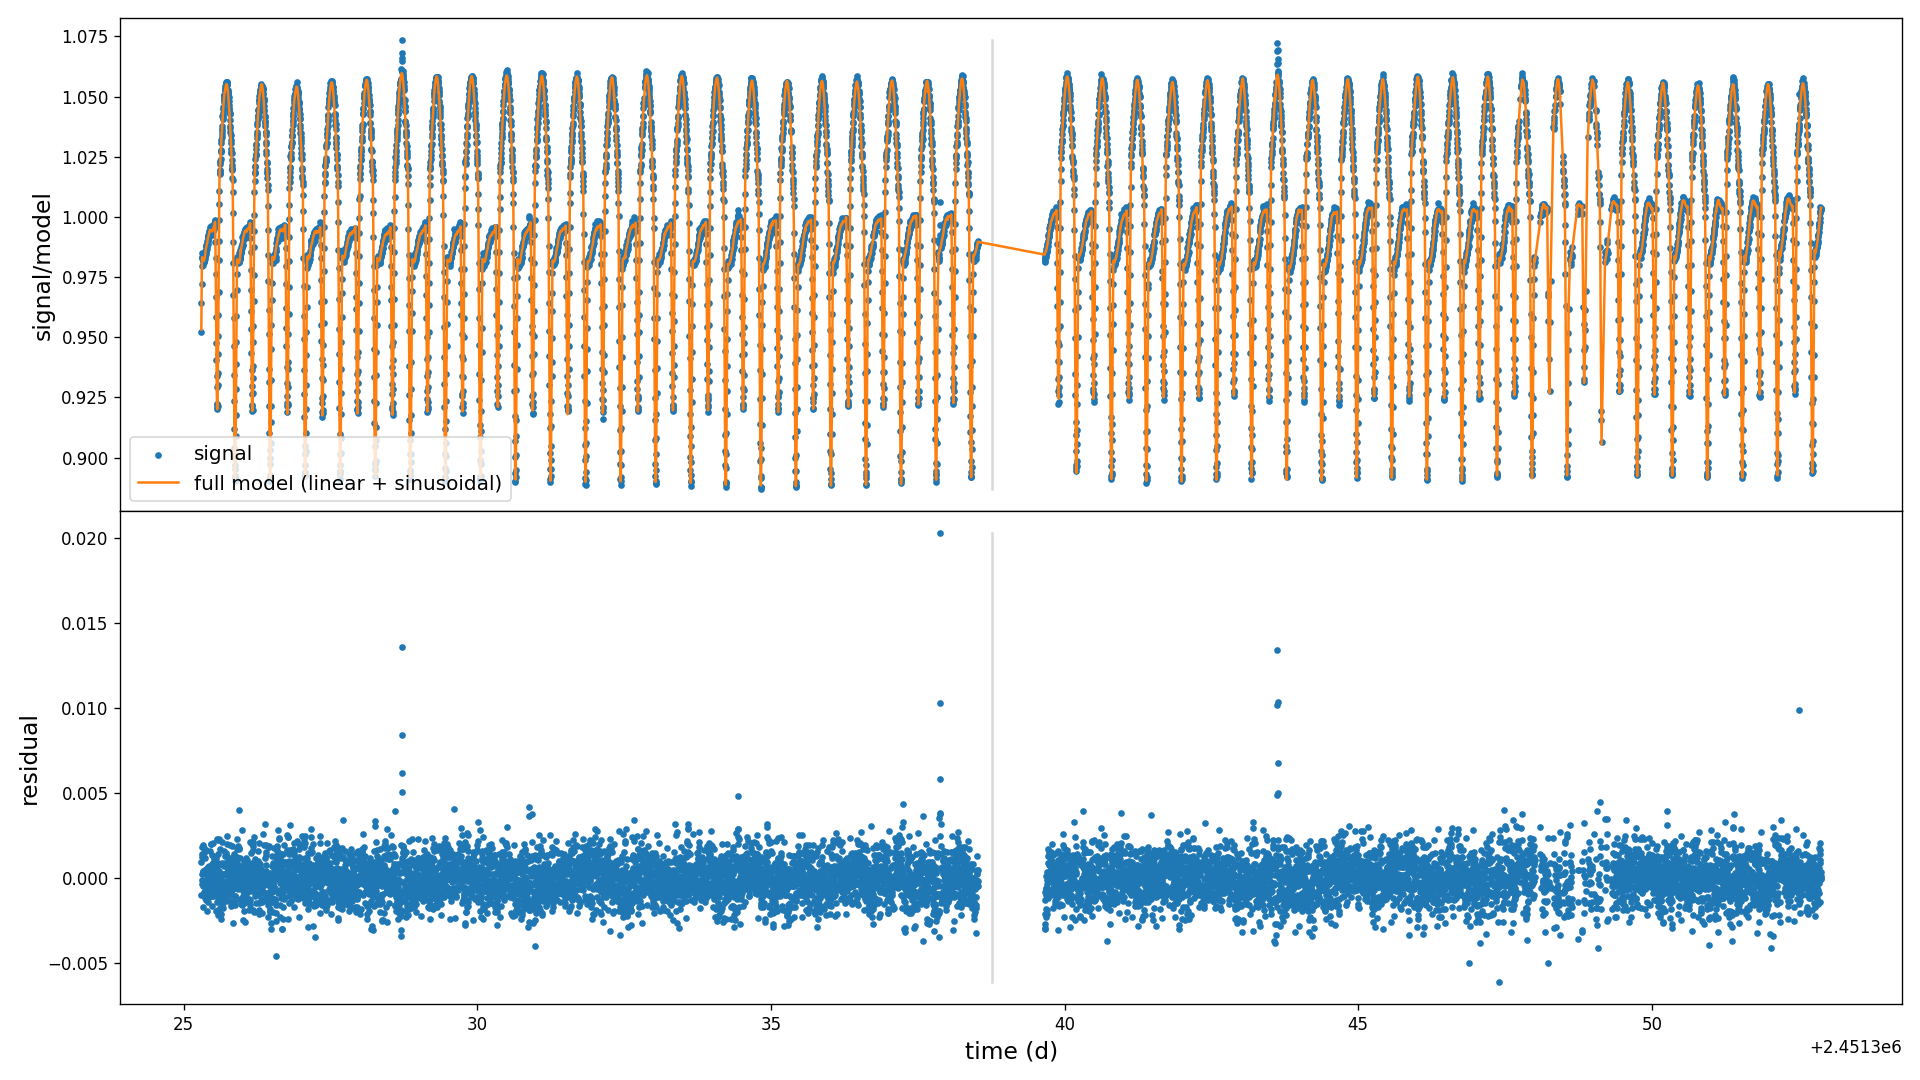 1.075
1.050
1.025
1.000
0.975
0.950
0.925
0.900
signal/model
signal
full model (linear + sinusoidal)
0.020
0.015
0.010
0.005
0.000
−0.005
residual
25 30 35 40 45 50
+2.4513e6
time (d)